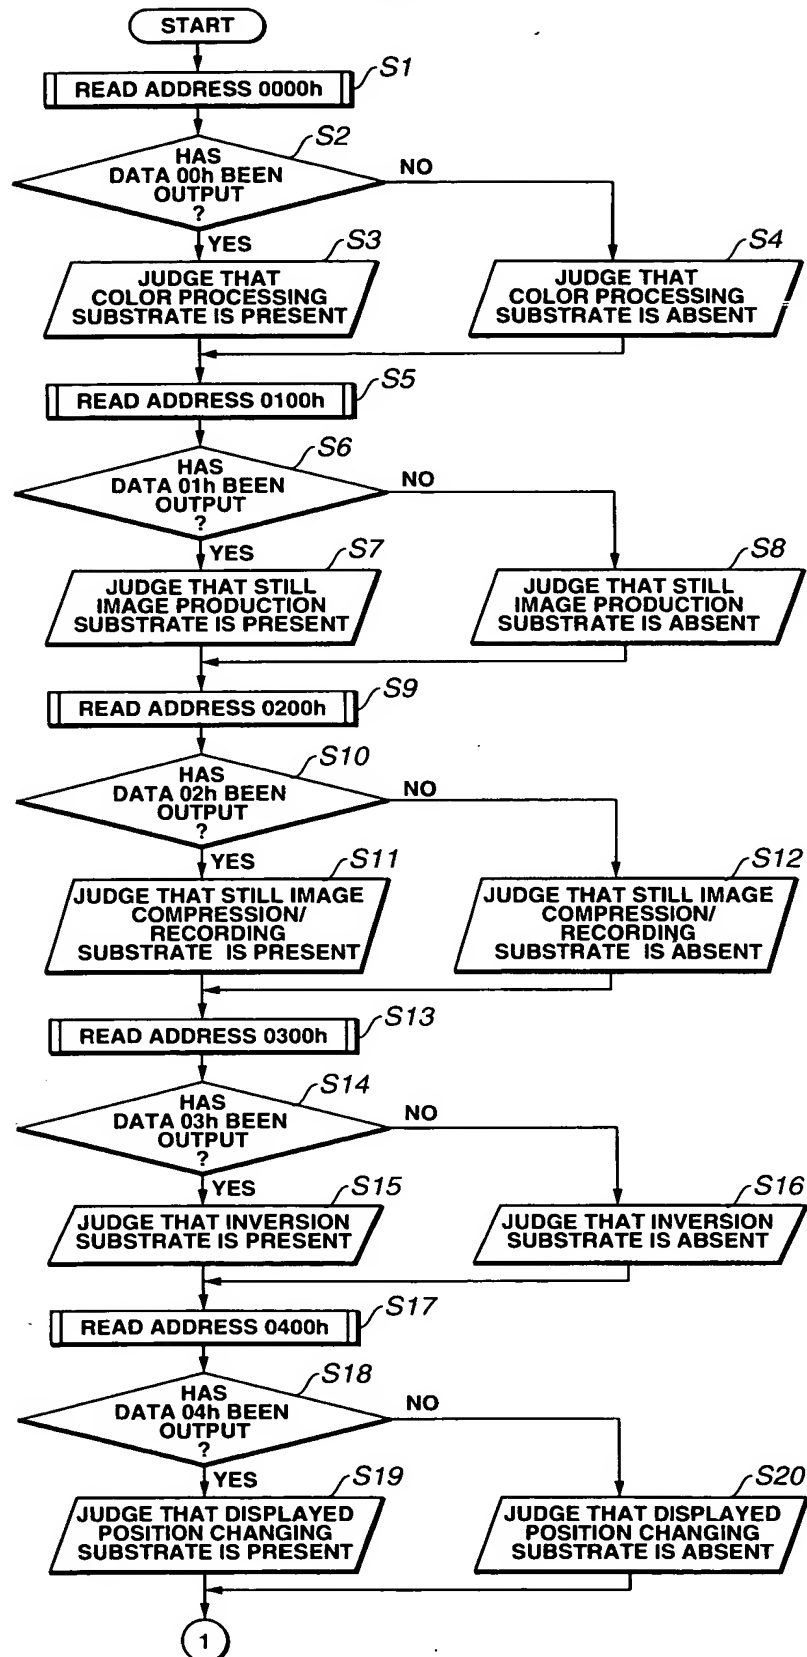 START
READ ADDRESS 0000h
S1
HAS
DATA 00h BEEN
OUTPUT
?
S2
NO
YES
JUDGE THAT
COLOR PROCESSING
SUBSTRATE IS PRESENT
S3
JUDGE THAT
COLOR PROCESSING
SUBSTRATE IS ABSENT
S4
READ ADDRESS 0100h
S5
HAS
DATA 01h BEEN
OUTPUT
?
S6
NO
YES
JUDGE THAT STILL
IMAGE PRODUCTION
SUBSTRATE IS PRESENT
S7
JUDGE THAT STILL
IMAGE PRODUCTION
SUBSTRATE IS ABSENT
S8
READ ADDRESS 0200h
S9
HAS
DATA 02h BEEN
OUTPUT
?
S10
NO
YES
JUDGE THAT STILL IMAGE
COMPRESSION/
RECORDING
SUBSTRATE IS PRESENT
S11
JUDGE THAT STILL IMAGE
COMPRESSION/
RECORDING
SUBSTRATE IS ABSENT
S12
READ ADDRESS 0300h
S13
HAS
DATA 03h BEEN
OUTPUT
?
S14
NO
YES
JUDGE THAT INVERSION
SUBSTRATE IS PRESENT
S15
JUDGE THAT INVERSION
SUBSTRATE IS ABSENT
S16
READ ADDRESS 0400h
S17
HAS
DATA 04h BEEN
OUTPUT
?
S18
NO
YES
JUDGE THAT DISPLAYED
POSITION CHANGING
SUBSTRATE IS PRESENT
S19
JUDGE THAT DISPLAYED
POSITION CHANGING
SUBSTRATE IS ABSENT
S20
1